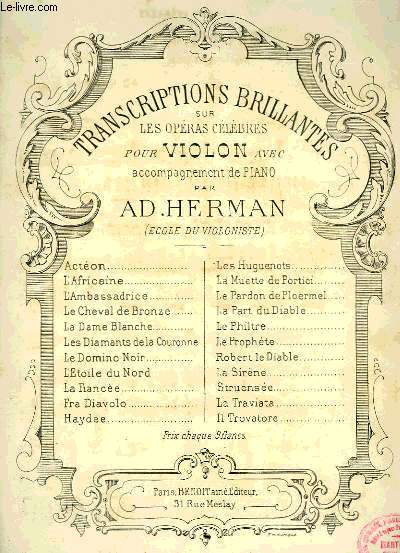 Le-livre.com
TRANSCRIPTIONS BRILLANTES
SUR
LES OPÉRAS CÉLÈBRES
POUR VIOLON AVEC
accompagnement de PIANO
PAR
AD. HERMAN
(ECOLE DU VIOLONISTE)
Actéon
L'Africaine
L'Ambassadrice
Le Cheval de Bronze
La Dame Blanche
Les Diamants de la Couronne
Le Domino Noir
L'Étoile du Nord
La Fiancée
Fra Diavolo
Haydée
Les Huguenots
La Muette de Portici
Le Pardon de Ploermel
La Part du Diable
Le Philtre
Le Prophète
Robert le Diable
La Sirène
Struensée
La Traviata
Il Trovatore
Prix chaque 9 francs.
Paris, BENOIT aîné, Editeur,
31 Rue Meslay